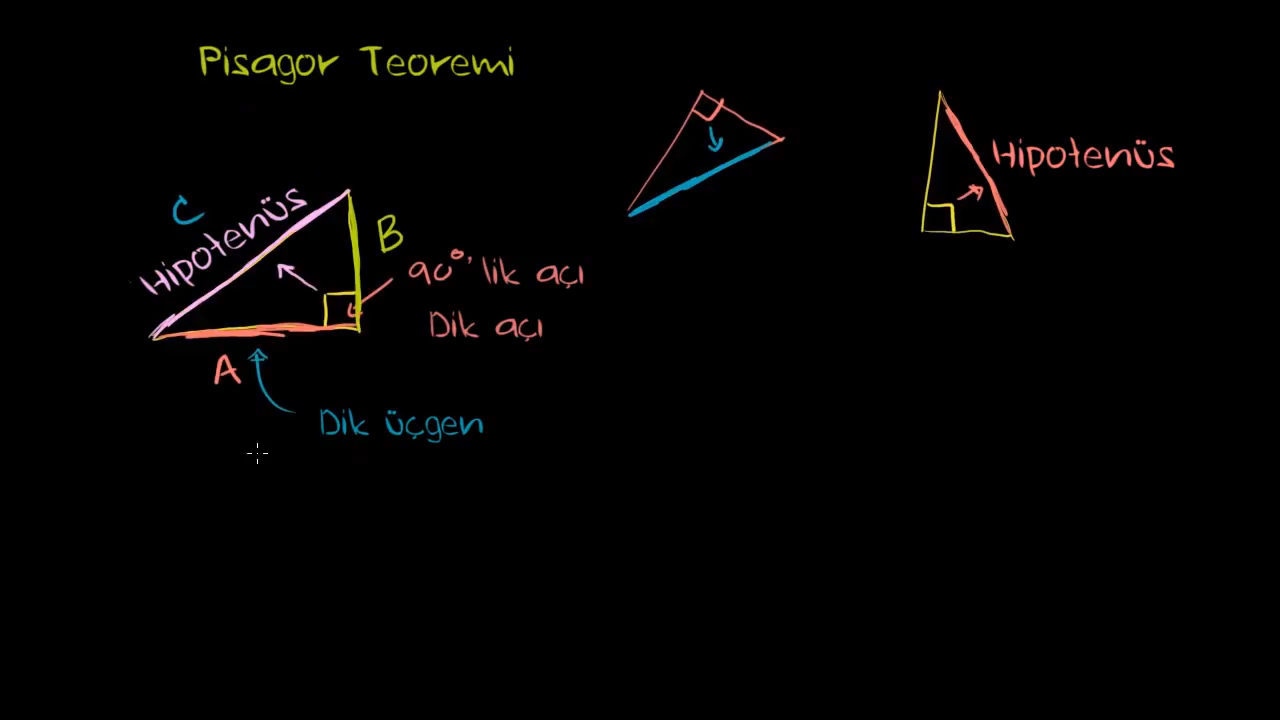 Pisagor Teoremi
C
Hipotenüs
B
90°'lik açı
Dik açı
A
Dik üçgen
Hipotenüs